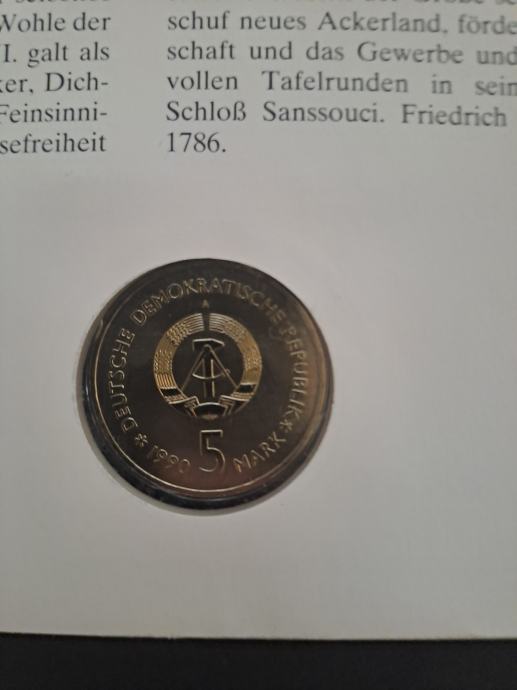 Wohle der
I. galt als
ker, Dich-
Feinsinni-
sefreiheit
schuf neues Ackerland, förde
schaft und das Gewerbe und
vollen Tafelrunden in sein
Schloß Sanssouci. Friedrich
1786.
DEUTSCHE DEMOKRATISCHE REPUBLIK
A
* 1990 5 MARK *